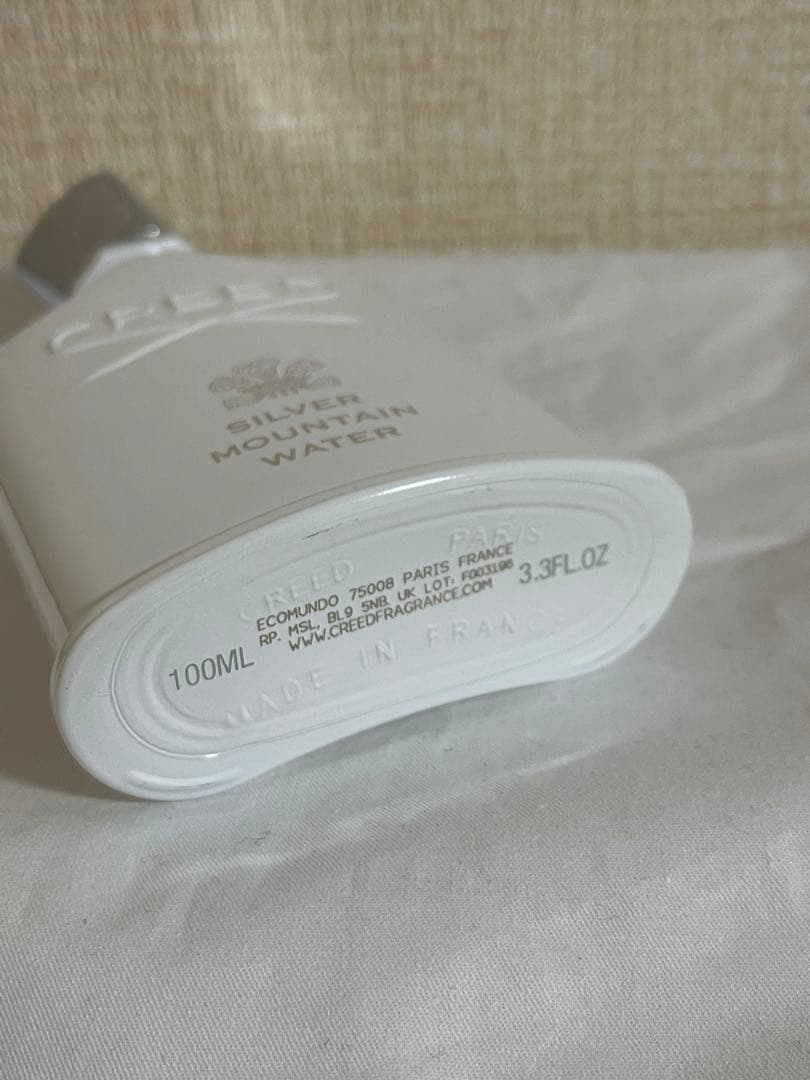 CREED
SILVER
MOUNTAIN
WATER
CREED PARIS
ECOMUNDO 75008 PARIS FRANCE
RP. MSL, BL9 5NB. UK LOT: F003196
WWW.CREEDFRAGRANCE.COM
100ML
3.3FL.OZ
MADE IN FRANCE